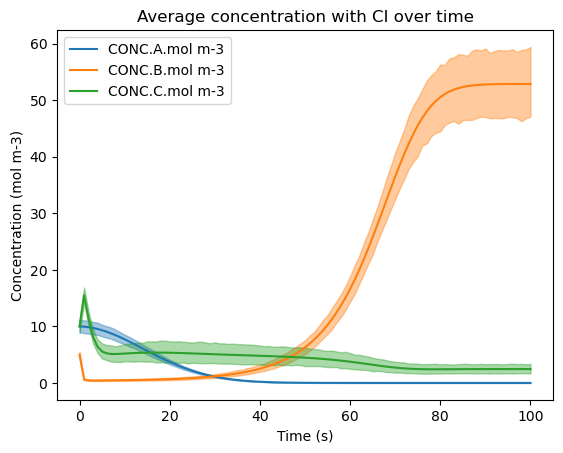 Average concentration with CI over time
CONC.A.mol m-3
CONC.B.mol m-3
CONC.C.mol m-3
Concentration (mol m-3)
60
50
40
30
20
10
0
0 20 40 60 80 100
Time (s)